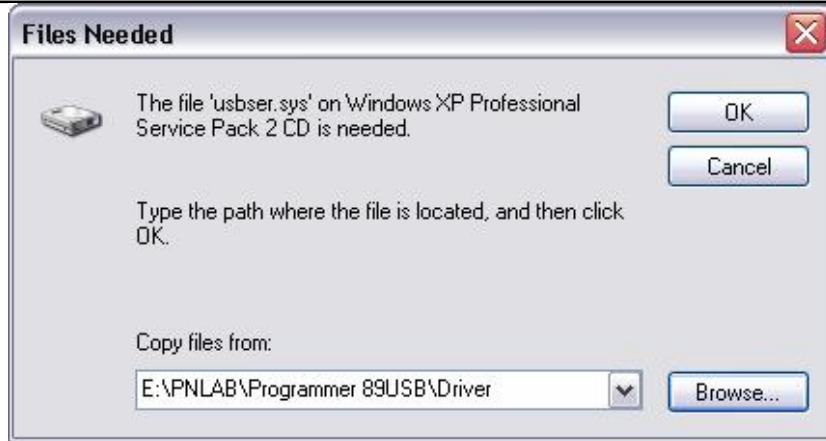 Files Needed
The file 'usbser.sys' on Windows XP Professional
Service Pack 2 CD is needed.
OK
Cancel
Type the path where the file is located, and then click
OK.
Copy files from:
E:\PNLAB\Programmer 89USB\Driver
Browse...